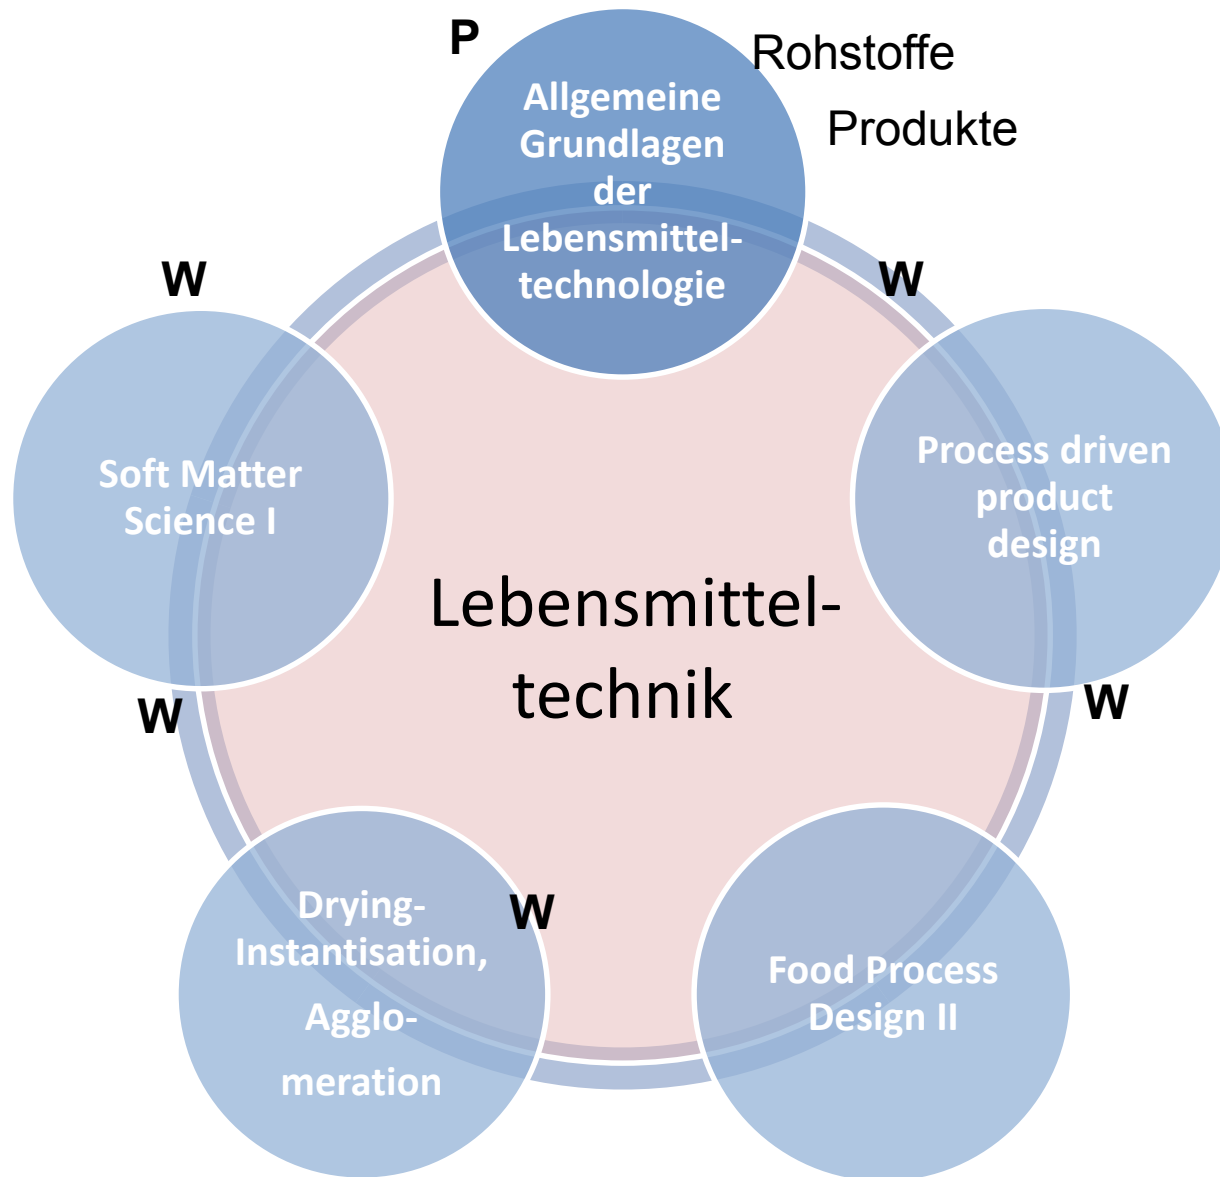 P
Rohstoffe
Produkte
Allgemeine
Grundlagen
der
Lebensmittel-
technologie
W
W
Soft Matter
Science I
Process driven
product
design
Lebensmittel-
technik
W
W
Drying-
Instantisation,
Agglo-
meration
W
Food Process
Design II